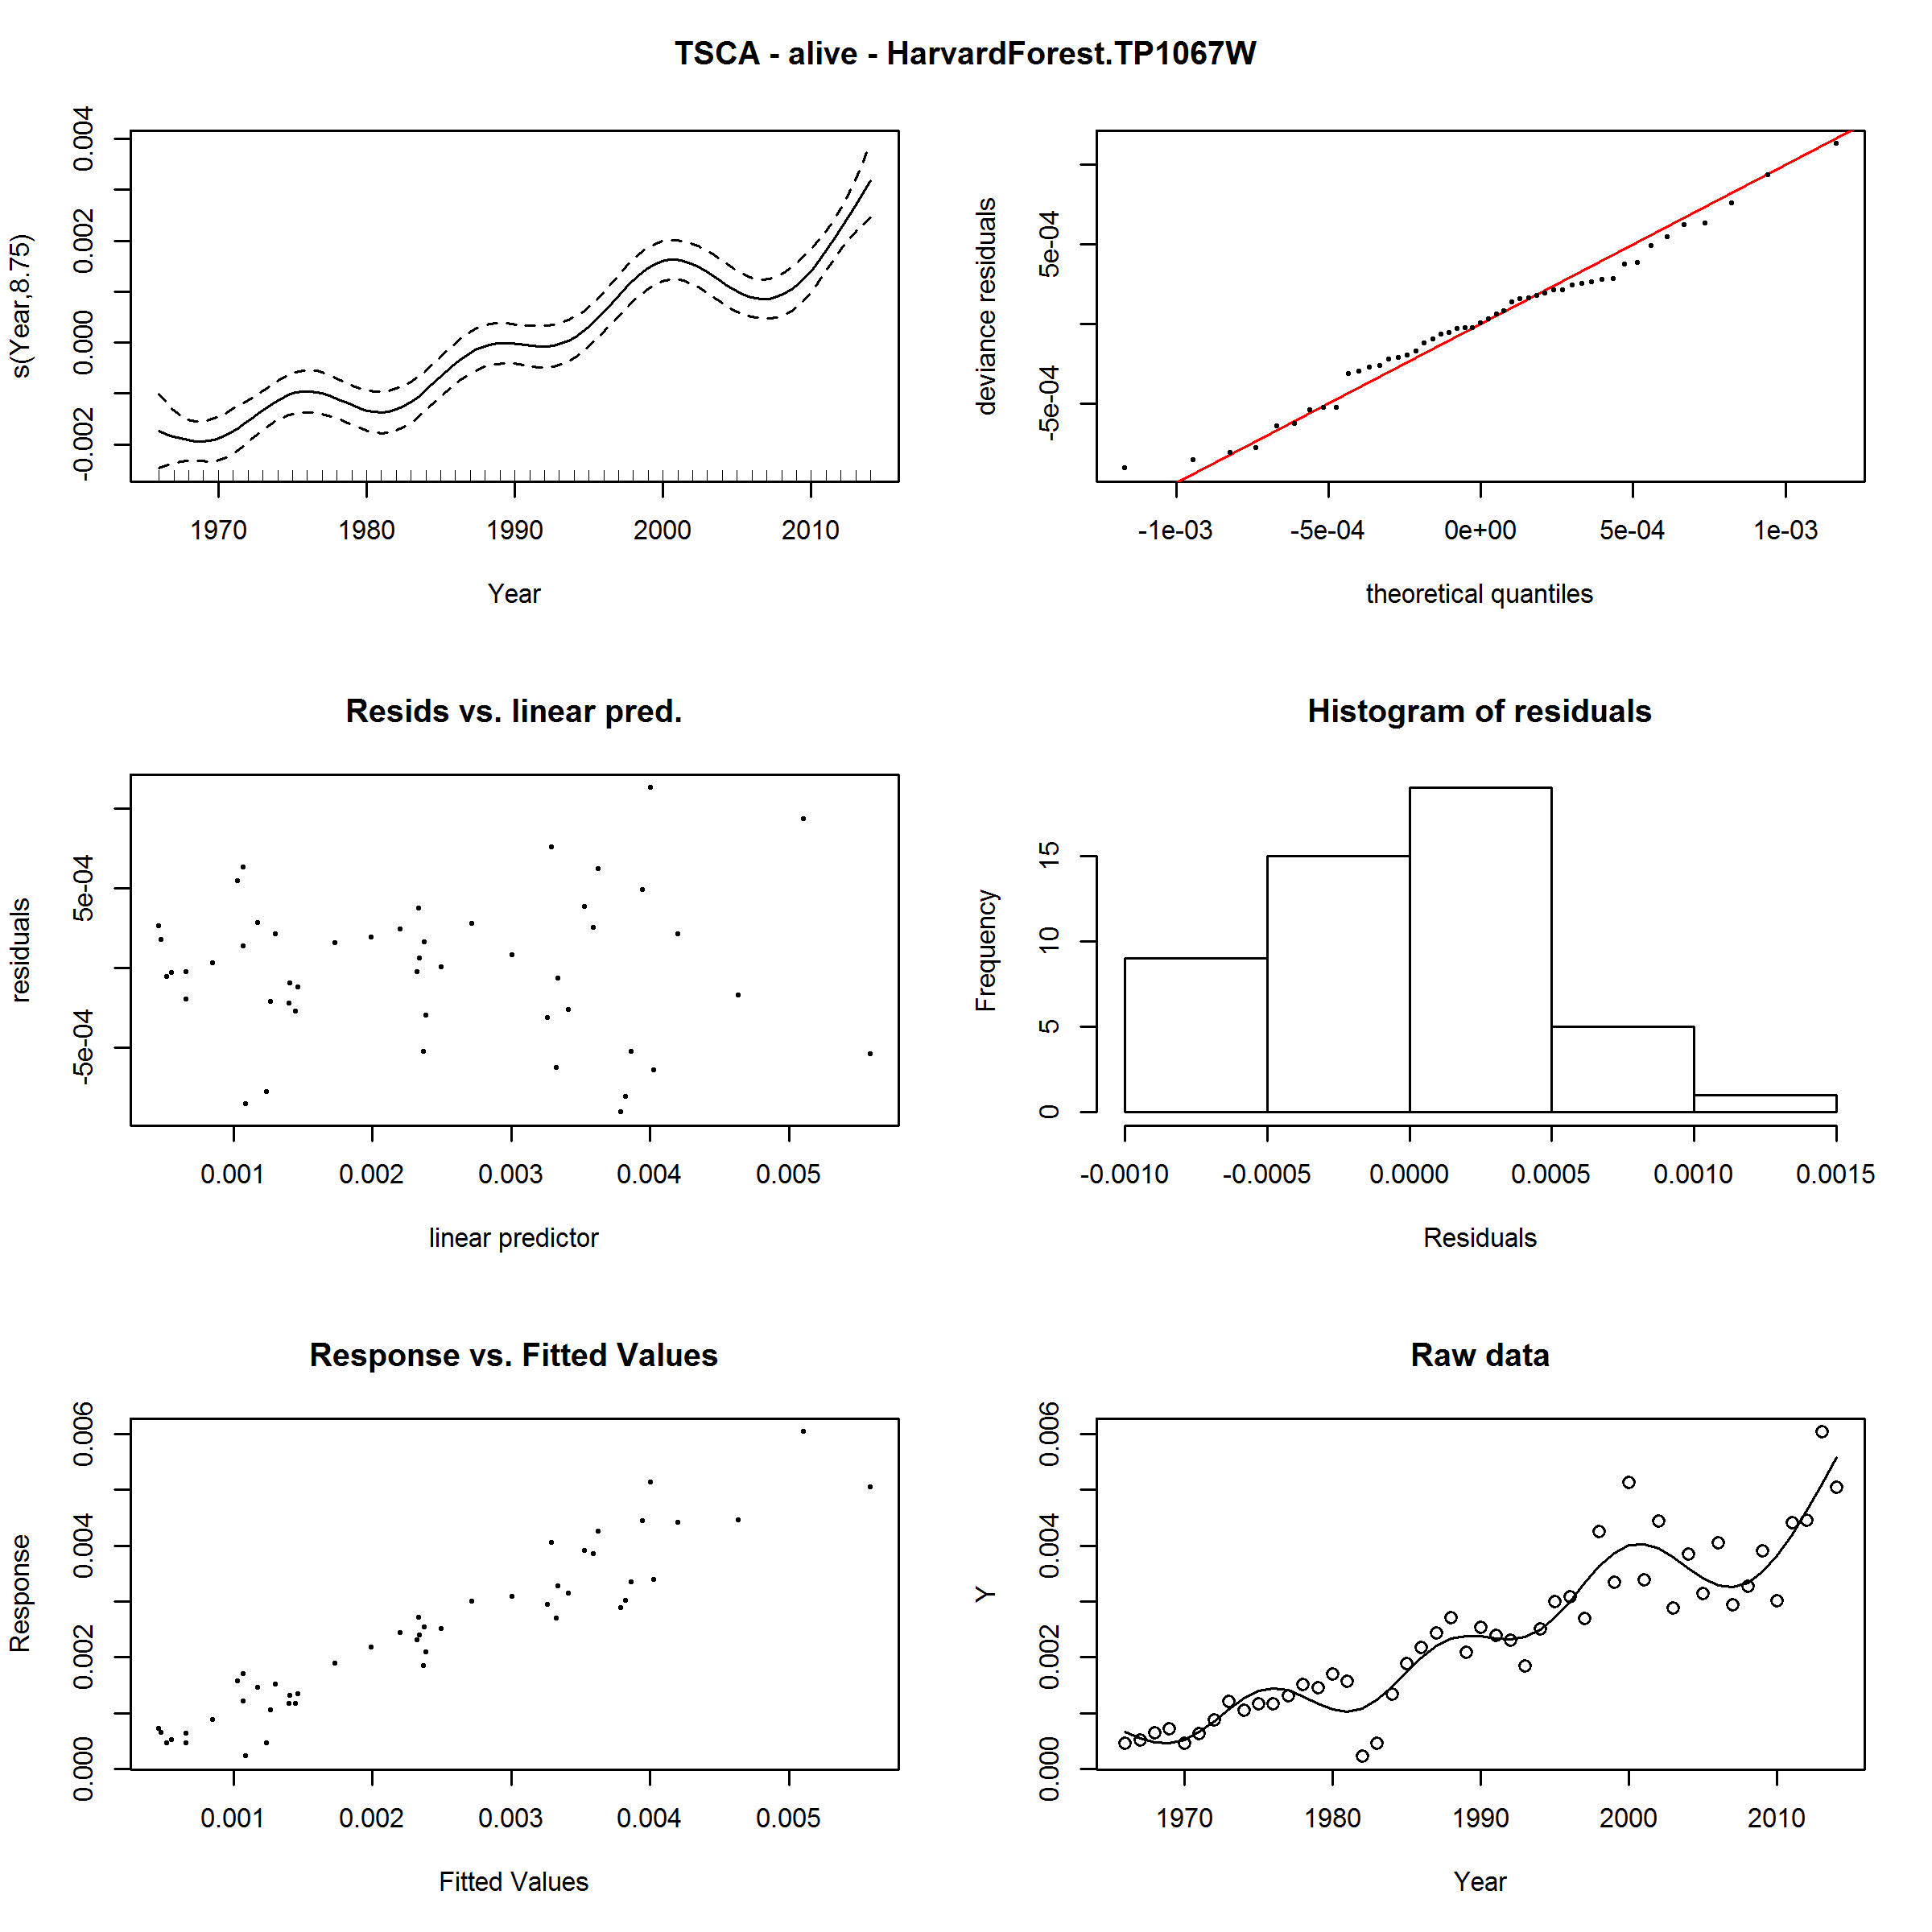 TSCA - alive - HarvardForest.TP1067W
s(Year,8.75)
-0.002 0.000 0.002 0.004
1970 1980 1990 2000 2010
Year
deviance residuals
-5e-04 5e-04
-1e-03 -5e-04 0e+00 5e-04 1e-03
theoretical quantiles
Resids vs. linear pred.
residuals
-5e-04 5e-04
0.001 0.002 0.003 0.004 0.005
linear predictor
Histogram of residuals
Frequency
0 5 10 15
-0.0010 -0.0005 0.0000 0.0005 0.0010 0.0015
Residuals
Response vs. Fitted Values
Response
0.000 0.002 0.004 0.006
0.001 0.002 0.003 0.004 0.005
Fitted Values
Raw data
Y
0.000 0.002 0.004 0.006
1970 1980 1990 2000 2010
Year